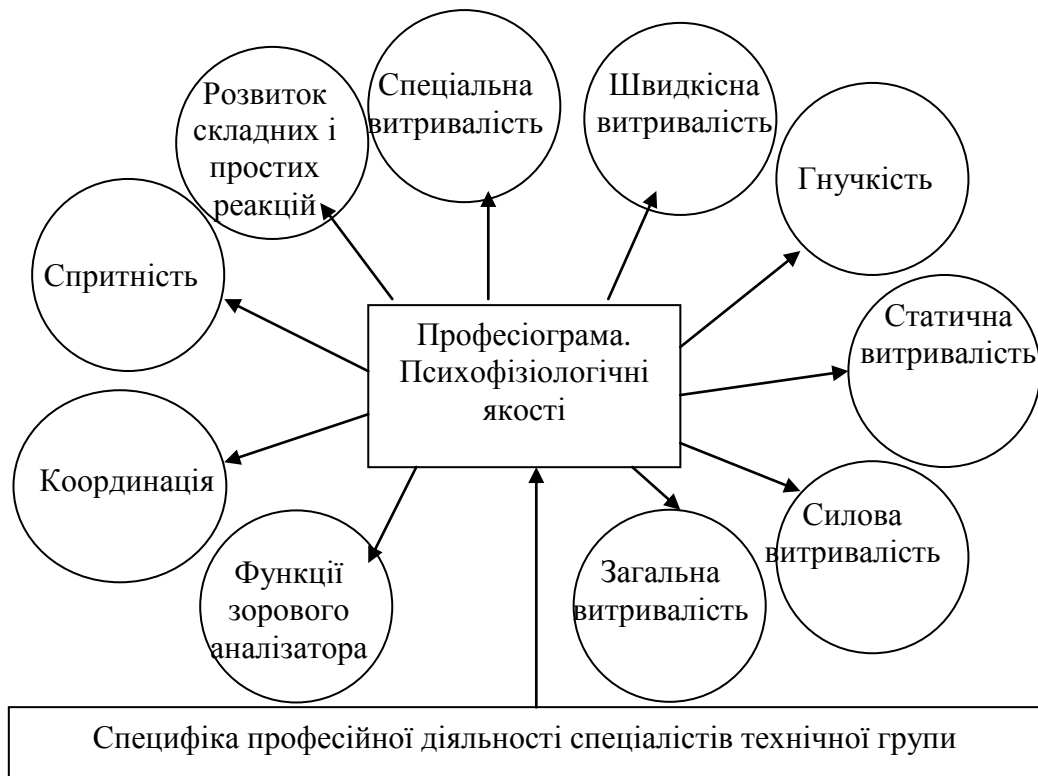 Розвиток
складних і
простих
реакцій
Спеціальна
витривалість
Швидкісна
витривалість
Гнучкість
Спритність
Професіограма.
Психофізіологічні
якості
Статична
витривалість
Координація
Силова
витривалість
Функції
зорового
аналізатора
Загальна
витривалість
Специфіка професійної діяльності спеціалістів технічної групи